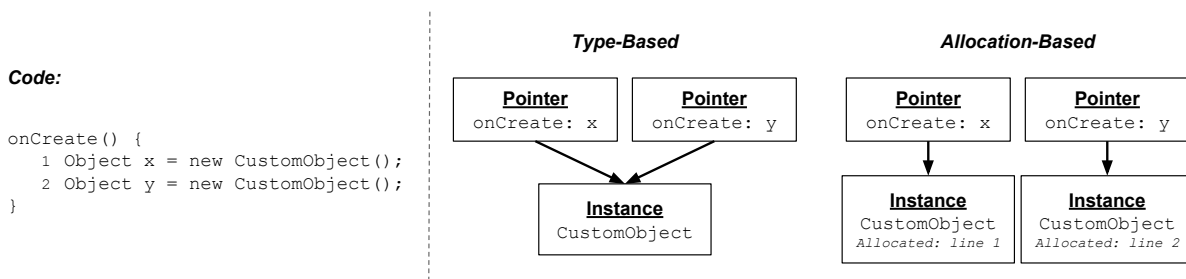 Code:
onCreate() {
1 Object x = new CustomObject();
2 Object y = new CustomObject();
}
Type-Based
Pointer
onCreate: x
Pointer
onCreate: y
Instance
CustomObject
Allocation-Based
Pointer
onCreate: x
Pointer
onCreate: y
Instance
CustomObject
Allocated: line 1
Instance
CustomObject
Allocated: line 2